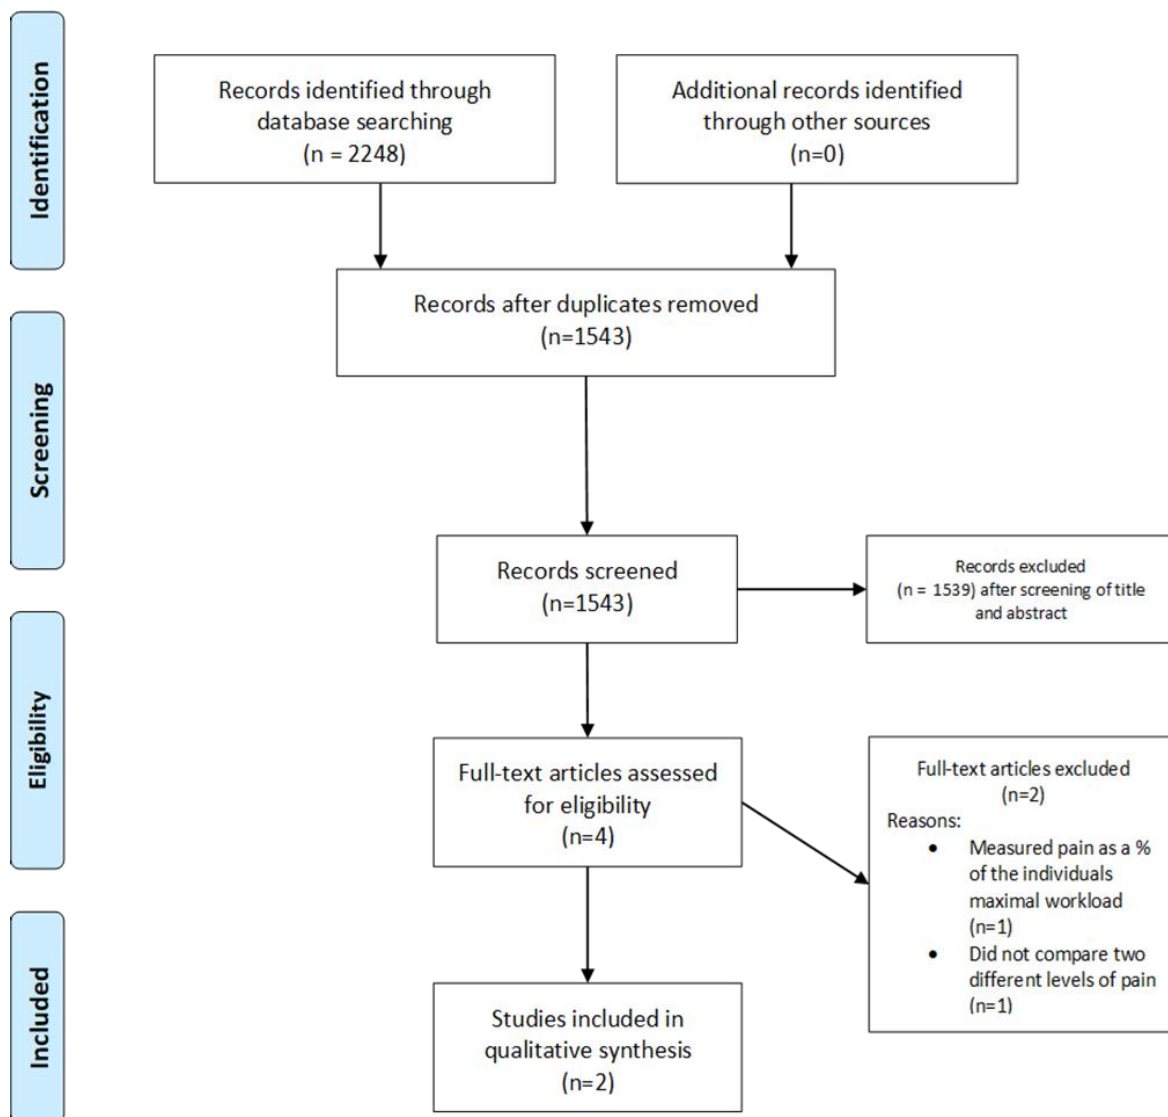 Identification
Records identified through
database searching
(n = 2248)
Additional records identified
through other sources
(n=0)
Records after duplicates removed
(n=1543)
Screening
Records screened
(n=1543)
Records excluded
(n = 1539) after screening of title
and abstract
Eligibility
Full-text articles assessed
for eligibility
(n=4)
Full-text articles excluded
(n=2)
Reasons:
• Measured pain as a %
of the individuals
maximal workload
(n=1)
• Did not compare two
different levels of pain
(n=1)
Included
Studies included in
qualitative synthesis
(n=2)